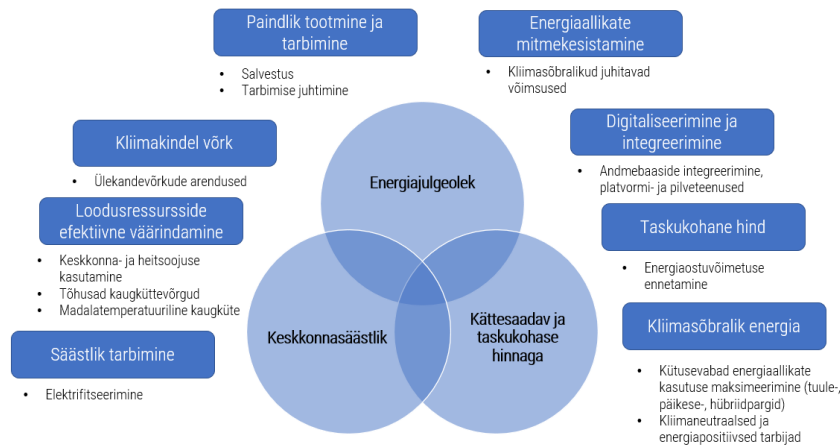 Paindlik tootmine ja
tarbimine
• Salvestus
• Tarbimise juhtimine
Energiaallikate
mitmekesistamine
• Kliimasõbralikud juhitavad
võimsused
Kliimakindel võrk
• Ülekandevõrkude arendused
Digitaliseerimine ja
integreerimine
• Andmebaaside integreerimine,
platvormi- ja pilveteenused
Loodusressursside
efektiivne väärindamine
• Keskkonna- ja heitsoojuse
kasutamine
• Tõhusad kaugküttevõrgud
• Madalatemperatuuriline kaugküte
Taskukohane hind
• Energiaostuvõimetuse
ennetamine
Säästlik tarbimine
• Elektrifitseerimine
Kliimasõbralik energia
• Kütusevabad energiaallikate
kasutuse maksimeerimine (tuule-,
päikese-, hübriidpargid)
• Kliimaneutraalsed ja
energiapositiivsed tarbijad
Energiajulgeolek
Keskkonnasäästlik
Kättesaadav ja
taskukohase
hinnaga